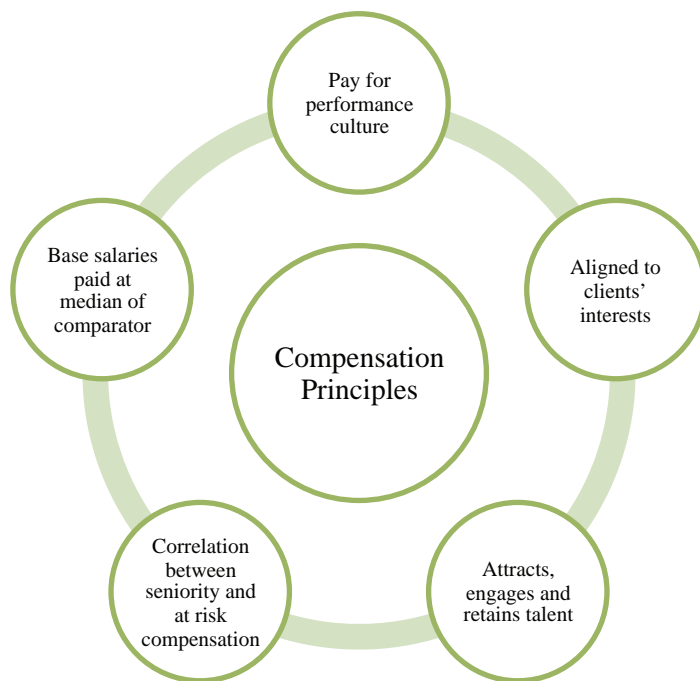 Pay for
performance
culture
Aligned to
clients’
interests
Attracts,
engages and
retains talent
Correlation
between
seniority and
at risk
compensation
Base salaries
paid at
median of
comparator
Compensation
Principles